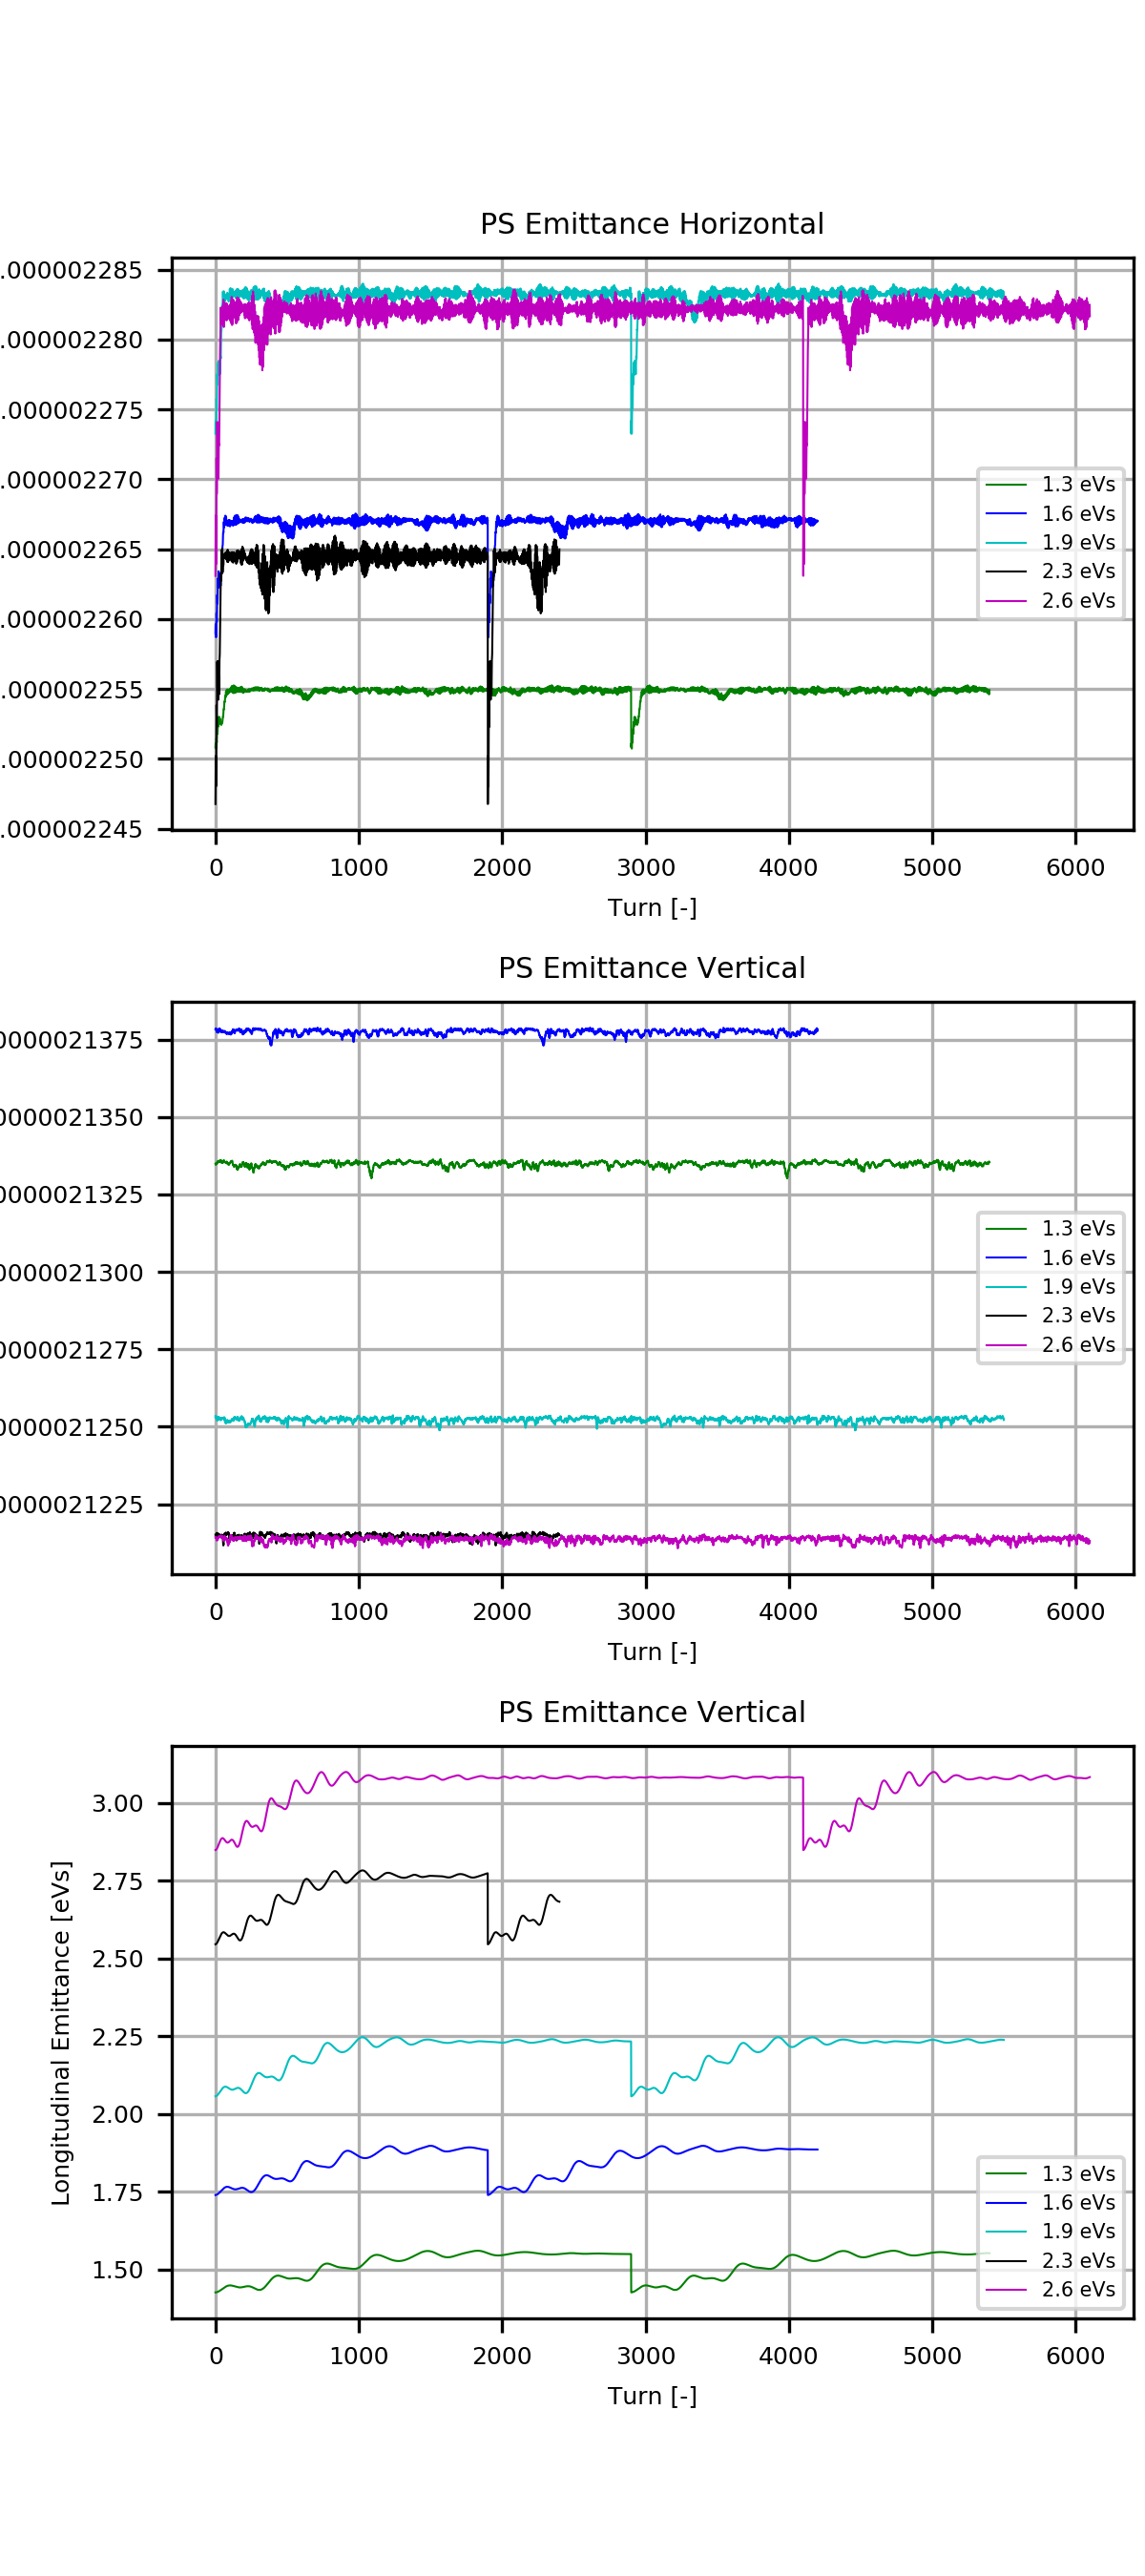 PS Emittance Horizontal
.000002285
.000002280
.000002275
.000002270
.000002265
.000002260
.000002255
.000002250
.000002245
1.3 eVs
1.6 eVs
1.9 eVs
2.3 eVs
2.6 eVs
0 1000 2000 3000 4000 5000 6000
Turn [-]
PS Emittance Vertical
0000021375
0000021350
0000021325
0000021300
0000021275
0000021250
0000021225
1.3 eVs
1.6 eVs
1.9 eVs
2.3 eVs
2.6 eVs
0 1000 2000 3000 4000 5000 6000
Turn [-]
PS Emittance Vertical
Longitudinal Emittance [eVs]
3.00
2.75
2.50
2.25
2.00
1.75
1.50
1.3 eVs
1.6 eVs
1.9 eVs
2.3 eVs
2.6 eVs
0 1000 2000 3000 4000 5000 6000
Turn [-]